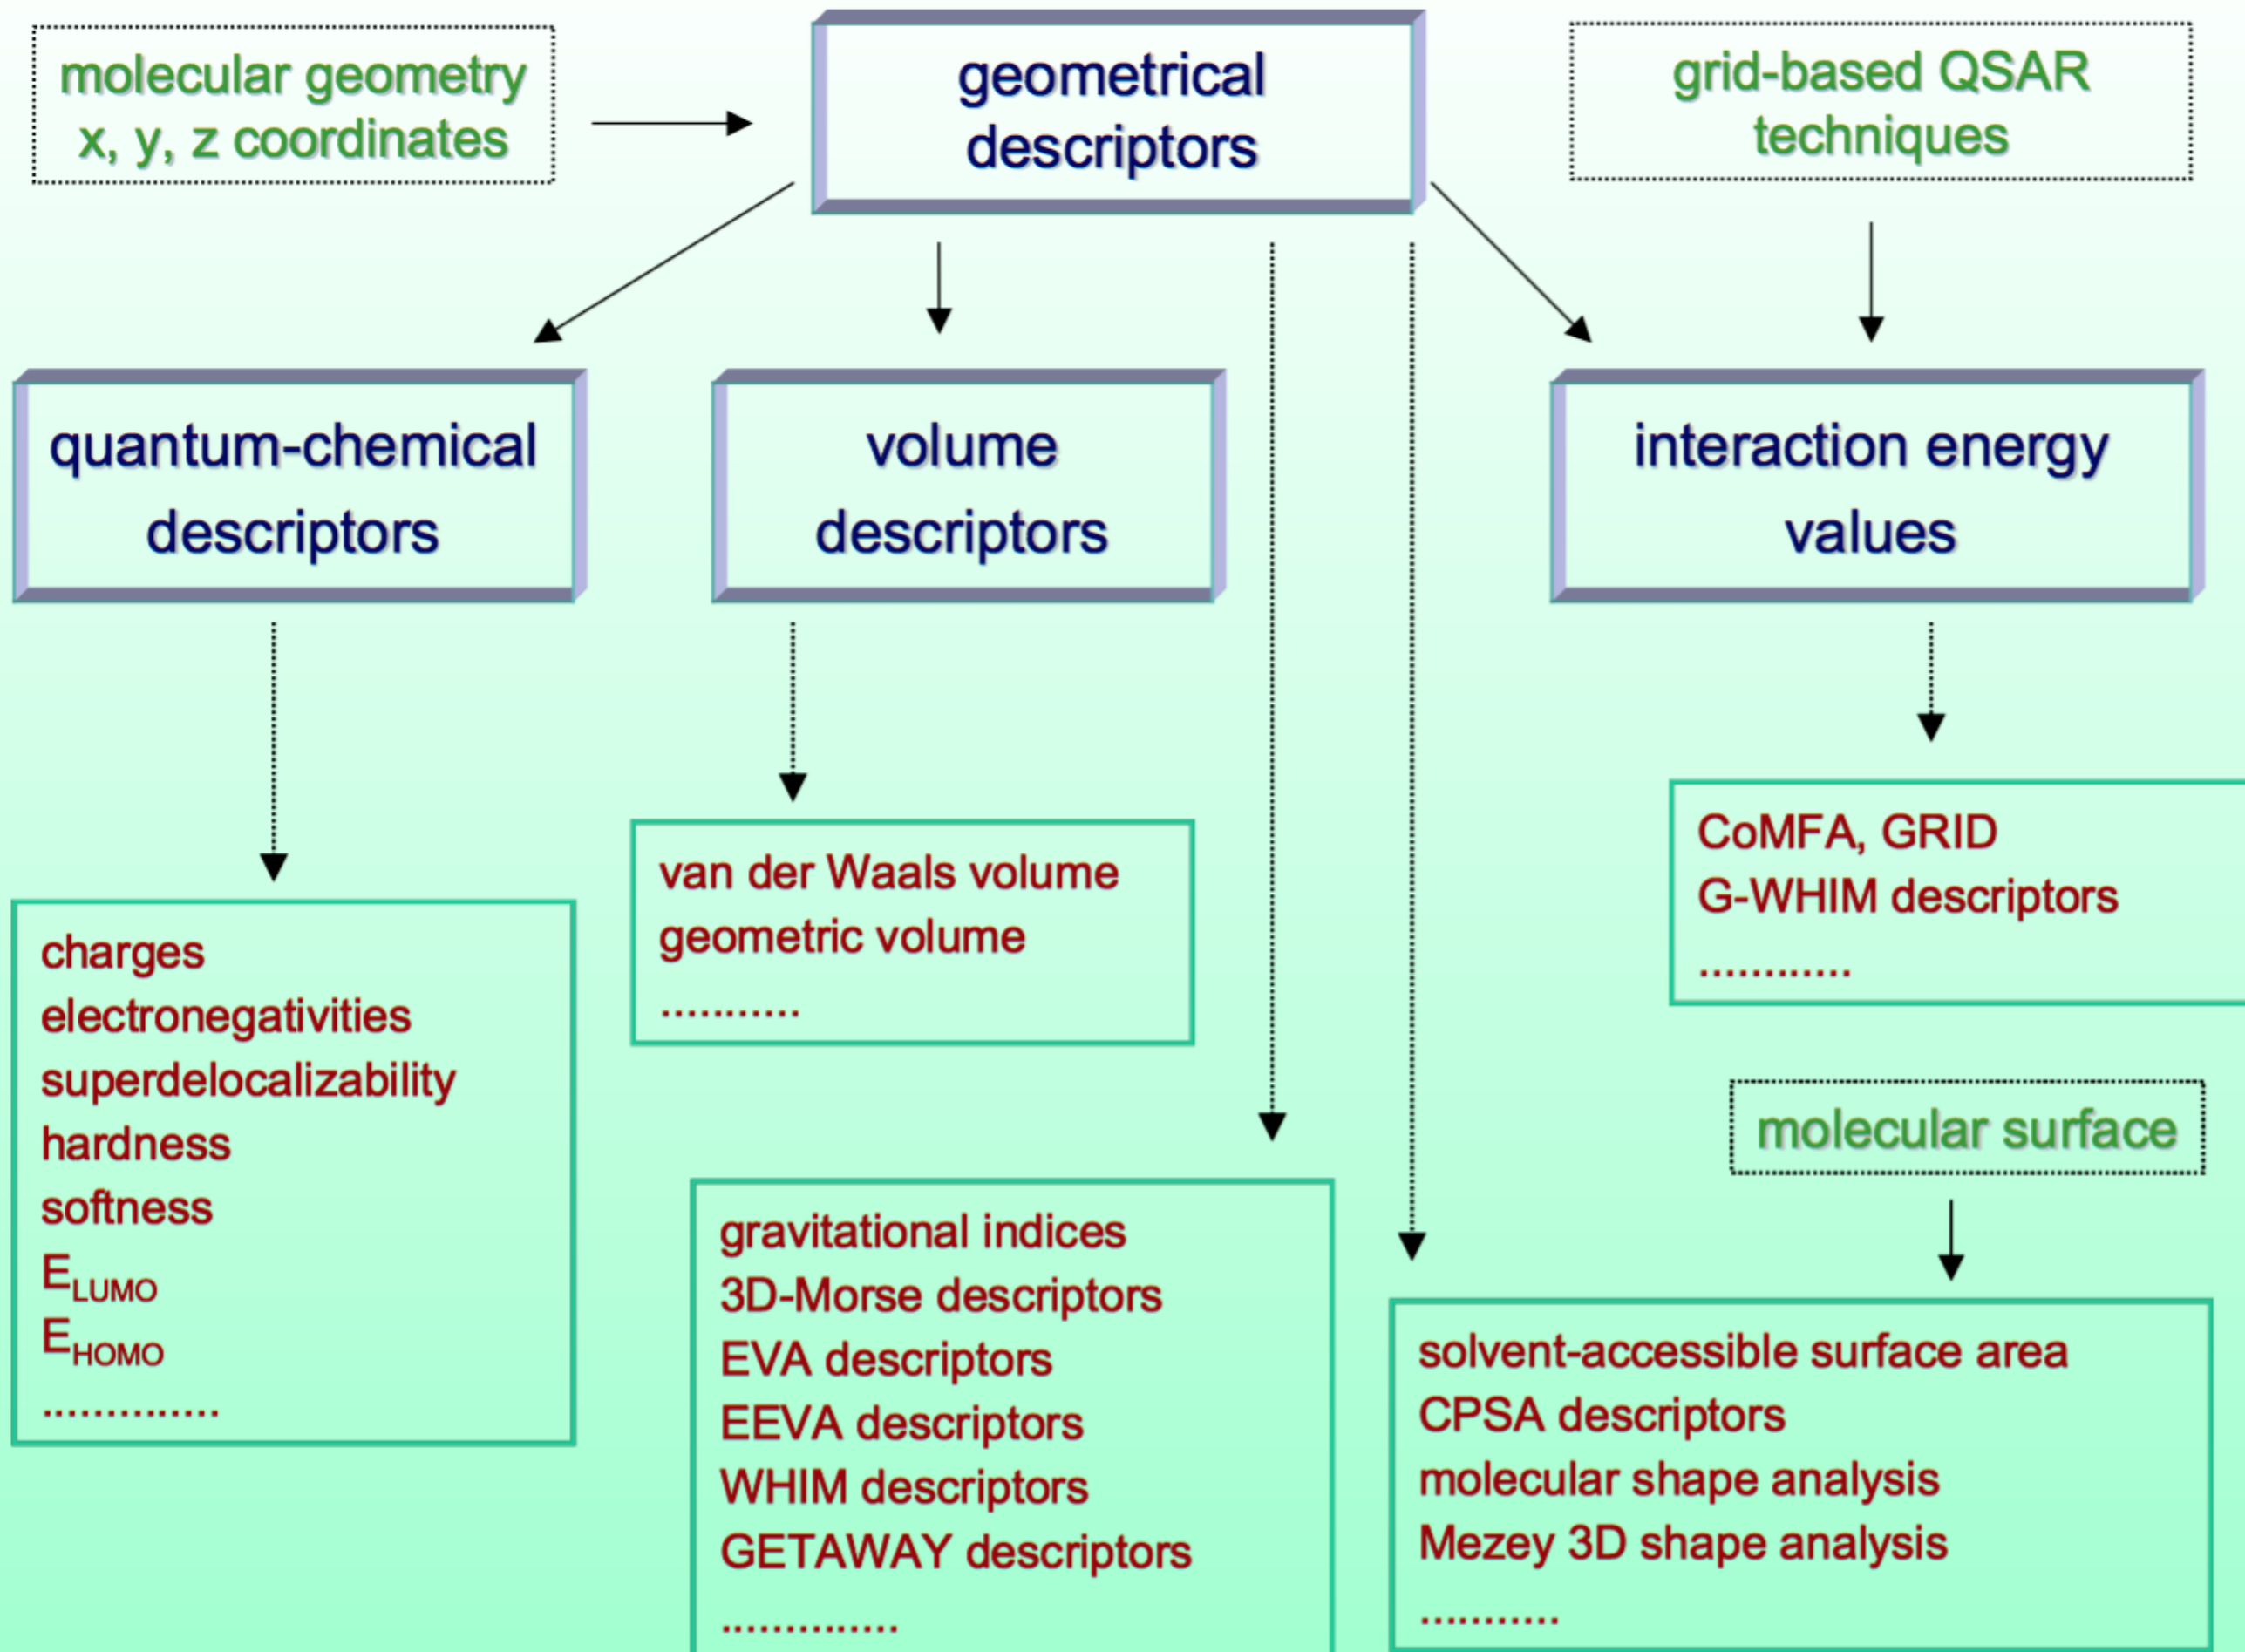 molecular geometry
x, y, z coordinates
geometrical
descriptors
grid-based QSAR
techniques
quantum-chemical
descriptors
volume
descriptors
interaction energy
values
charges
electronegativities
superdelocalizability
hardness
softness
E_LUMO
E_HOMO
..............
van der Waals volume
geometric volume
...........
CoMFA, GRID
G-WHIM descriptors
............
molecular surface
gravitational indices
3D-Morse descriptors
EVA descriptors
EEVA descriptors
WHIM descriptors
GETAWAY descriptors
..............
solvent-accessible surface area
CPSA descriptors
molecular shape analysis
Mezey 3D shape analysis
...........